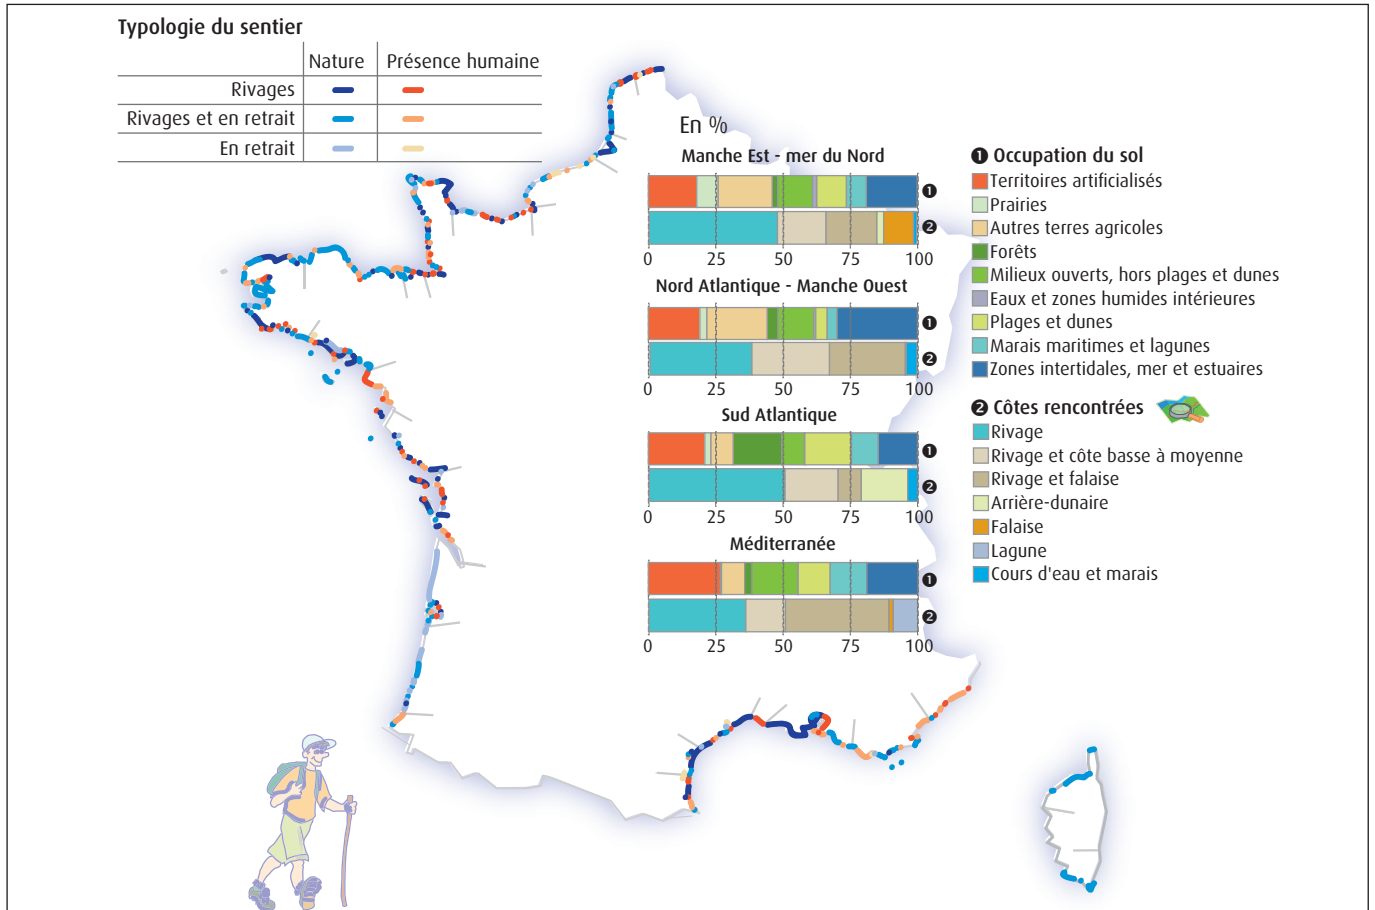 Typologie du sentier
Nature Présence humaine
Rivages
Rivages et en retrait
En retrait
En %
Manche Est - mer du Nord
❶
❷
0 25 50 75 100
Nord Atlantique - Manche Ouest
❶
❷
0 25 50 75 100
Sud Atlantique
❶
❷
0 25 50 75 100
Méditerranée
❶
❷
0 25 50 75 100
❶ Occupation du sol
Territoires artificialisés
Prairies
Autres terres agricoles
Forêts
Milieux ouverts, hors plages et dunes
Eaux et zones humides intérieures
Plages et dunes
Marais maritimes et lagunes
Zones intertidales, mer et estuaires
❷ Côtes rencontrées
Rivage
Rivage et côte basse à moyenne
Rivage et falaise
Arrière-dunaire
Falaise
Lagune
Cours d'eau et marais